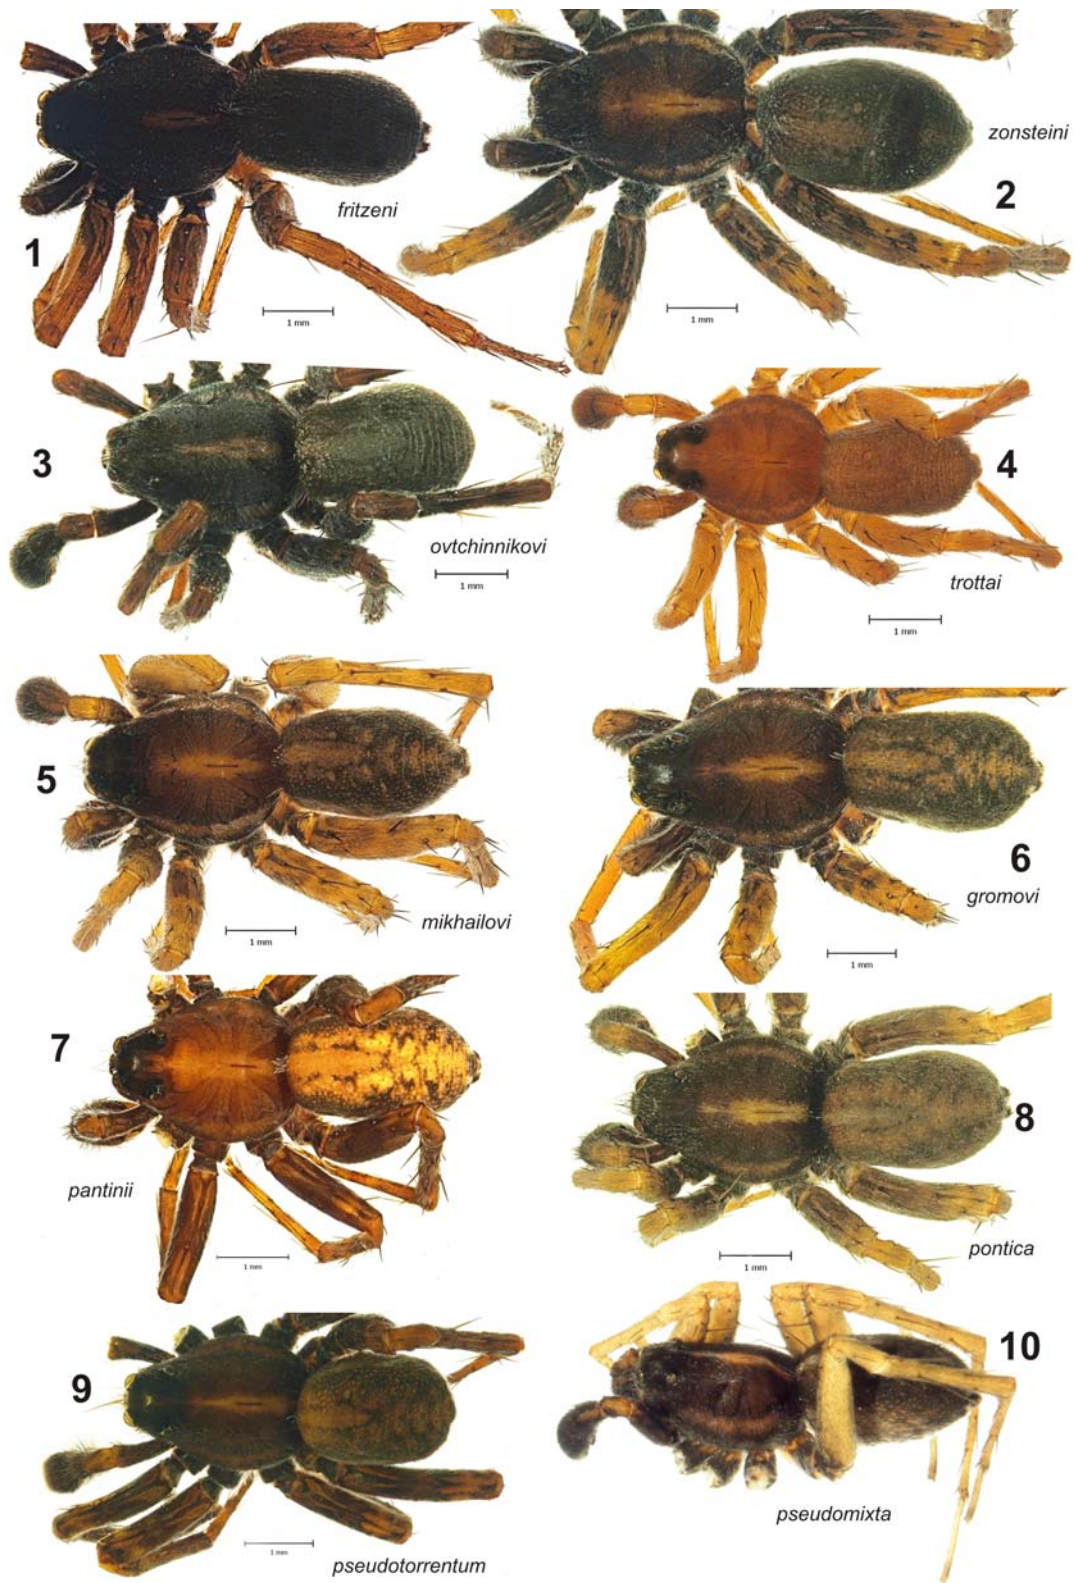 1
fritzeni
1 mm
2
zonsteini
1 mm
3
ovtchinnikovi
1 mm
4
trottai
1 mm
5
mikhailovi
1 mm
6
gromovi
1 mm
7
pantinii
1 mm
8
pontica
1 mm
9
pseudotorrentum
1 mm
10
pseudomixta